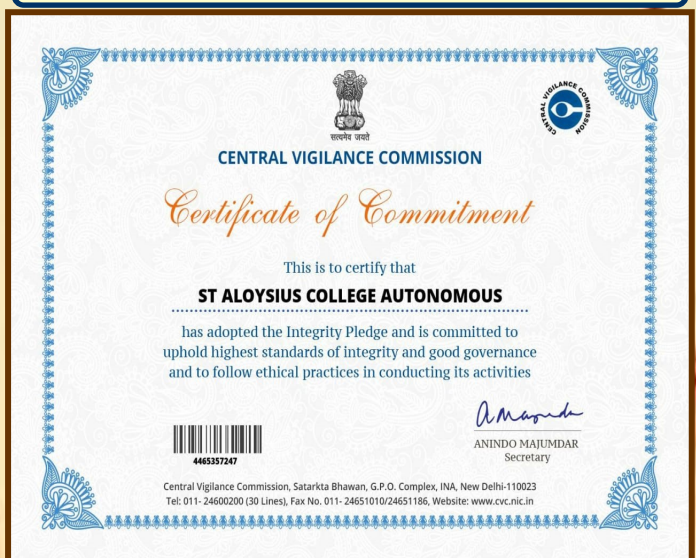 सत्यमेव जयते
CENTRAL VIGILANCE COMMISSION
CENTRAL VIGILANCE COMMISSION
Certificate of Commitment
This is to certify that
ST ALOYSIUS COLLEGE AUTONOMOUS
has adopted the Integrity Pledge and is committed to
uphold highest standards of integrity and good governance
and to follow ethical practices in conducting its activities
ANINDO MAJUMDAR
Secretary
4465357247
Central Vigilance Commission, Satarkta Bhawan, G.P.O. Complex, INA, New Delhi-110023
Tel: 011- 24600200 (30 Lines), Fax No. 011- 24651010/24651186, Website: www.cvc.nic.in